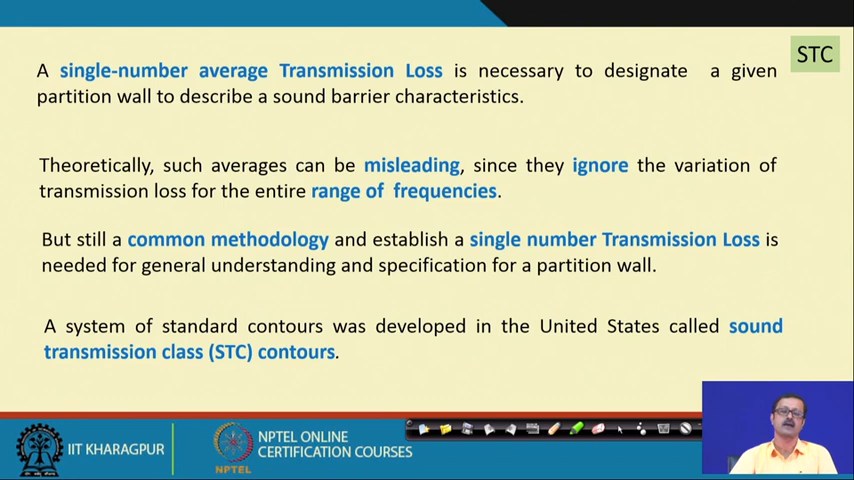 STC
A single-number average Transmission Loss is necessary to designate a given
partition wall to describe a sound barrier characteristics.
Theoretically, such averages can be misleading, since they ignore the variation of
transmission loss for the entire range of frequencies.
But still a common methodology and establish a single number Transmission Loss is
needed for general understanding and specification for a partition wall.
A system of standard contours was developed in the United States called sound
transmission class (STC) contours.
IIT KHARAGPUR
NPTEL
NPTEL ONLINE
CERTIFICATION COURSES